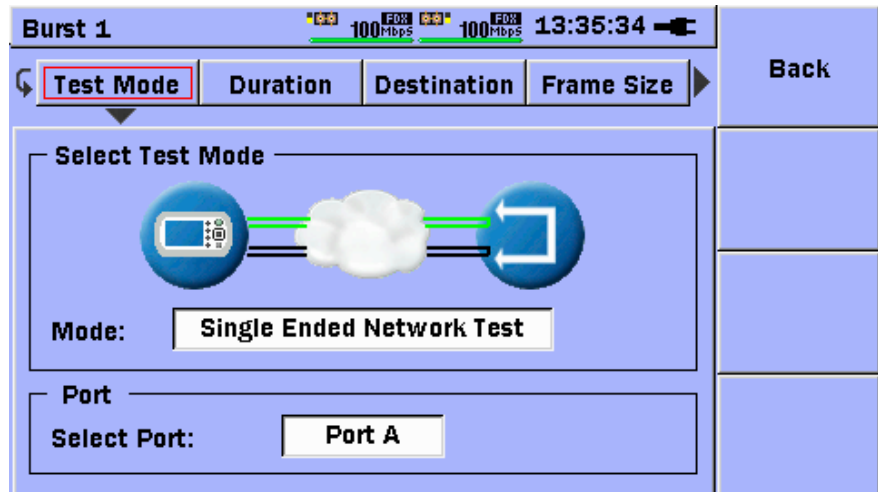 Burst 1 100 FDX Mbps 100 FDX Mbps 13:35:34
Back
Test Mode Duration Destination Frame Size
Select Test Mode
Mode: Single Ended Network Test
Port
Select Port: Port A